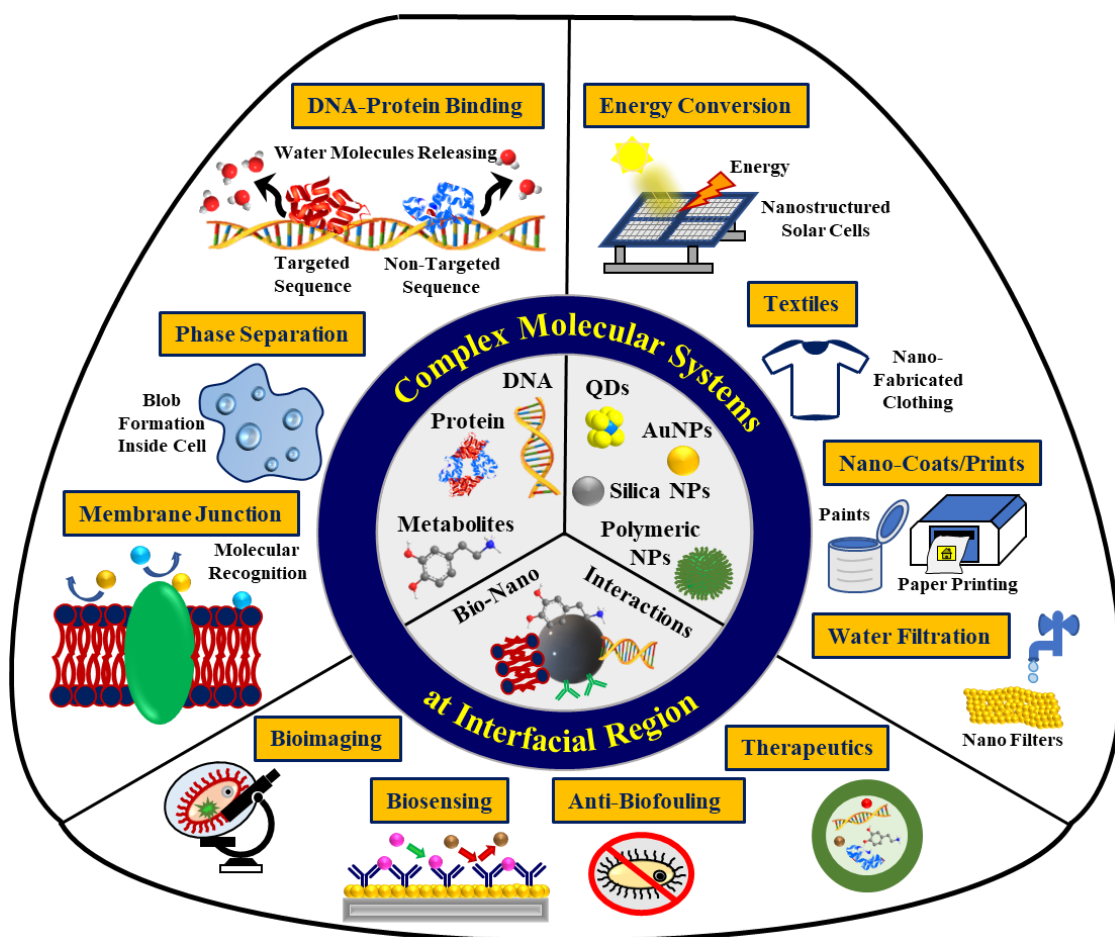 DNA-Protein Binding
Water Molecules Releasing
Targeted
Sequence
Non-Targeted
Sequence
Phase Separation
Blob
Formation
Inside Cell
Membrane Junction
Molecular
Recognition
Energy Conversion
Energy
Nanostructured
Solar Cells
Textiles
Nano-
Fabricated
Clothing
Nano-Coats/Prints
Paints
Paper Printing
Water Filtration
Nano Filters
Complex Molecular Systems
at Interfacial Region
DNA
Protein
Metabolites
QDs
AuNPs
Silica NPs
Polymeric
NPs
Bio-Nano
Interactions
Bioimaging
Biosensing
Anti-Biofouling
Therapeutics